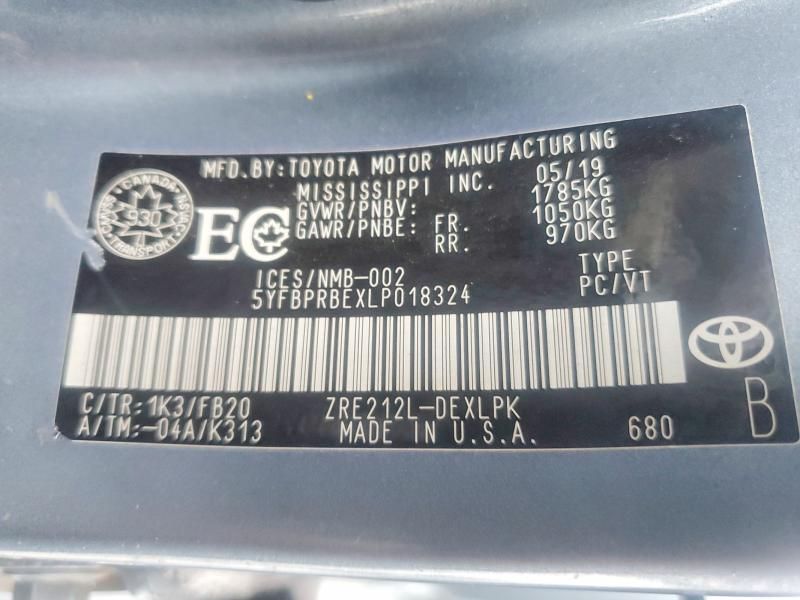 MFD.BY:TOYOTA MOTOR MANUFACTURING
MISSISSIPPI INC. 05/19
GVWR/PNBV: 1785KG
GAWR/PNBE: FR. 1050KG
RR. 970KG
CANADA
930
TRANSPORT
EC
ICES/NMB-002 TYPE
5YFBPRBEXLP018324 PC/VT
C/TR:1K3/FB20 ZRE212L-DEXLPK
A/TM:-04A/K313 MADE IN U.S.A. 680 B